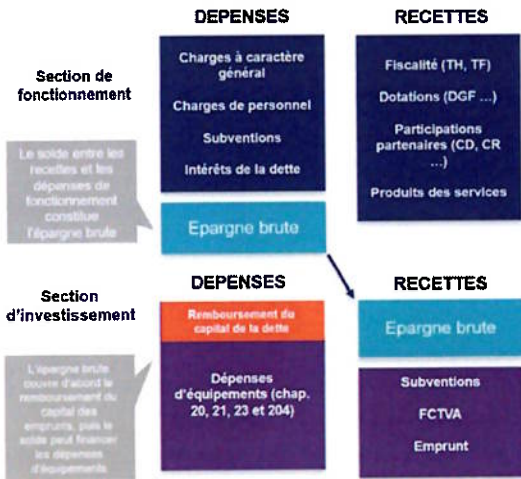 DEPENSES
RECETTES
Section de
fonctionnement
Charges à caractère
général
Charges de personnel
Subventions
Intérêts de la dette
Fiscalité (TH, TF)
Dotations (DGF ...)
Participations
partenaires (CD, CR
...)
Produits des services
Le solde entre les
recettes et les
dépenses de
fonctionnement
constitue
l'épargne brute
Epargne brute
Section
d'investissement
DEPENSES
RECETTES
Remboursement du
capital de la dette
Epargne brute
L'épargne brute
couvre d'abord le
remboursement du
capital des
emprunts, puis le
solde peut financer
les dépenses
d'équipements
Dépenses
d'équipements (chap.
20, 21, 23 et 204)
Subventions
FCTVA
Emprunt